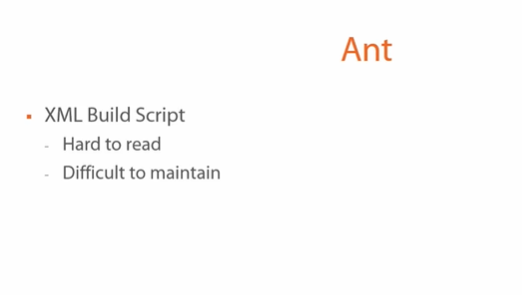 Ant
XML Build Script
- Hard to read
- Difficult to maintain